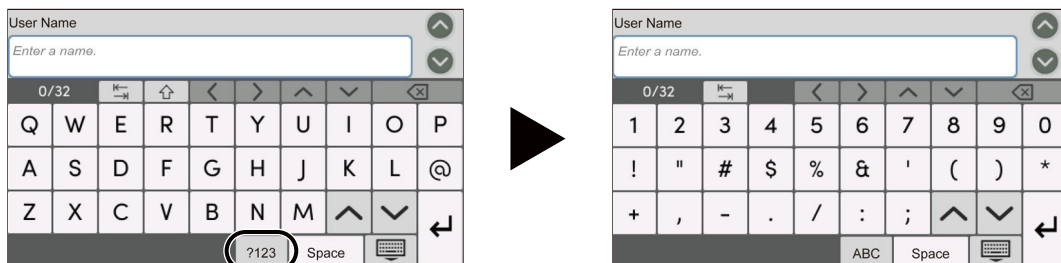 User Name
Enter a name.
0/32
Q W E R T Y U I O P
A S D F G H J K L @
Z X C V B N M
?123 Space
User Name
Enter a name.
0/32
1 2 3 4 5 6 7 8 9 0
! " # $ % & ' ( ) *
+ , - . / : ;
ABC Space